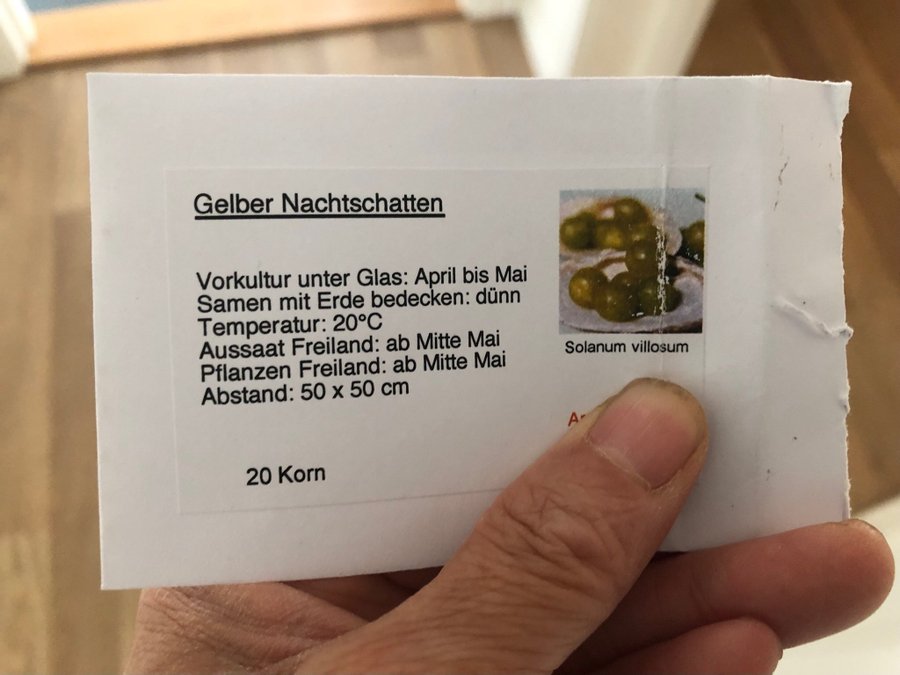 Gelber Nachtschatten
Vorkultur unter Glas: April bis Mai
Samen mit Erde bedecken: dünn
Temperatur: 20°C
Aussaat Freiland: ab Mitte Mai
Pflanzen Freiland: ab Mitte Mai
Abstand: 50 x 50 cm
20 Korn
Solanum villosum